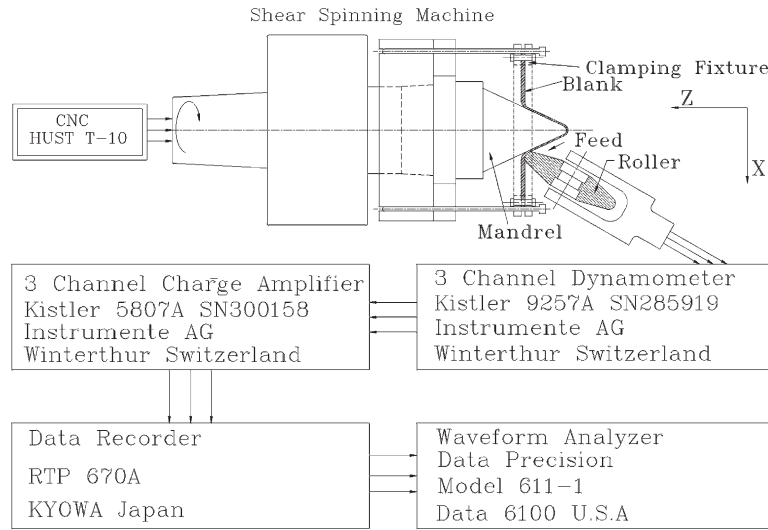 Shear Spinning Machine
CNC
HUST T-10
Clamping Fixture
Blank
Z
X
Feed
Roller
Mandrel
3 Channel Charge Amplifier
Kistler 5807A SN300158
Instrumente AG
Winterthur Switzerland
3 Channel Dynamometer
Kistler 9257A SN285919
Instrumente AG
Winterthur Switzerland
Data Recorder
RTP 670A
KYOWA Japan
Waveform Analyzer
Data Precision
Model 611-1
Data 6100 U.S.A